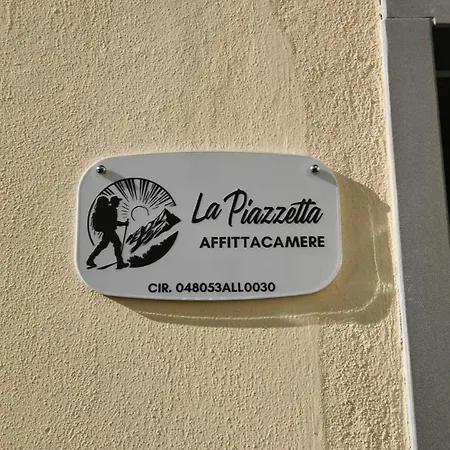 La Piazzetta
AFFITTACAMERE
CIR. 048053ALL0030